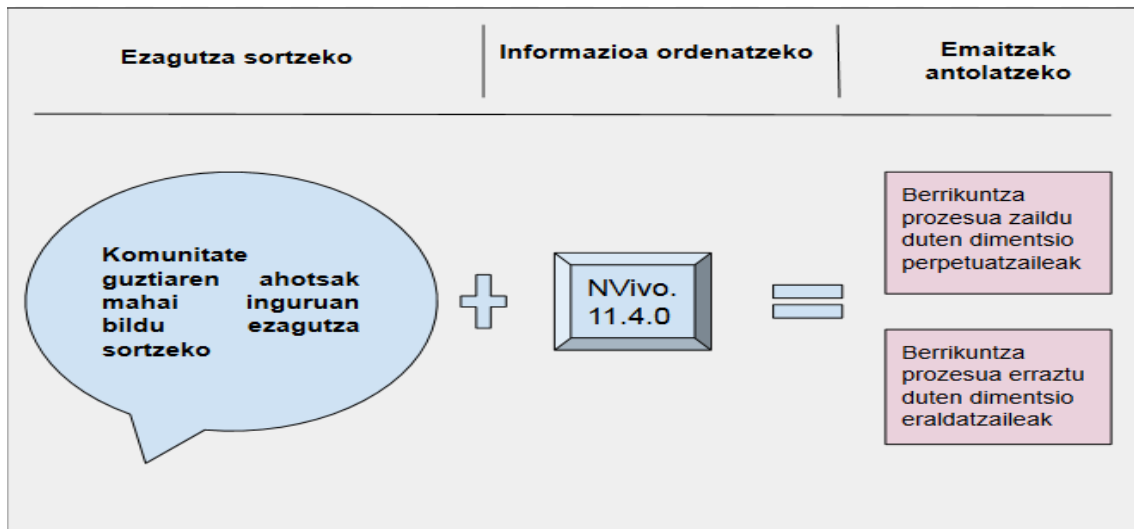 Ezagutza sortzeko
Informazioa ordenatzeko
Emaitzak
antolatzeko
Komunitate
guztiaren ahotsak
mahai inguruan
bildu ezagutza
sortzeko
NVivo.
11.4.0
Berrikuntza
prozesua zaildu
duten dimentsio
perpetuatzaileak
Berrikuntza
prozesua erraztu
duten dimentsio
eraldatzaileak